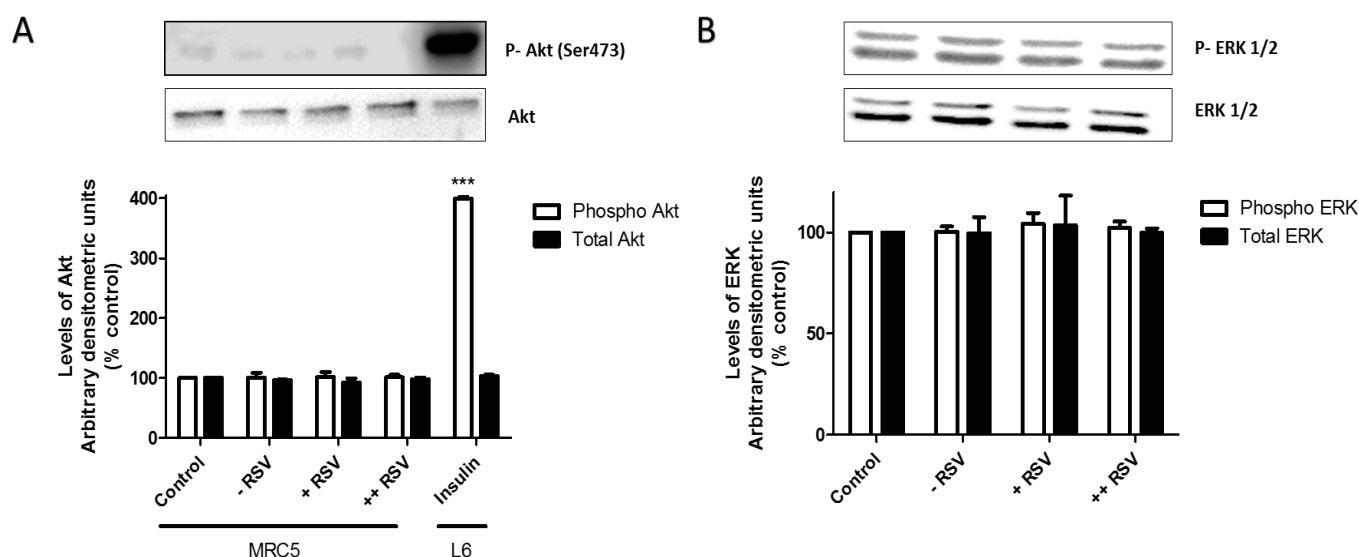 A
P- Akt (Ser473)
Akt
Levels of Akt
Arbitrary densitometric units
(% control)
400
300
200
100
0
***
Phospho Akt
Total Akt
Control
- RSV
+ RSV
++ RSV
Insulin
MRC5
L6
B
P- ERK 1/2
ERK 1/2
Levels of ERK
Arbitrary densitometric units
(% control)
100
50
0
Phospho ERK
Total ERK
Control
- RSV
+ RSV
++ RSV